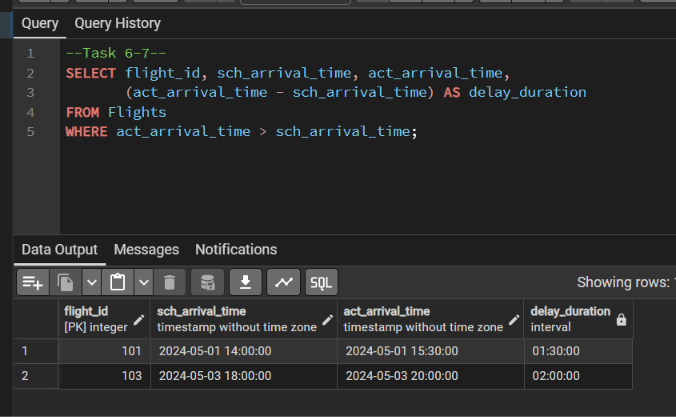 Query Query History
1 --Task 6-7--
2 SELECT flight_id, sch_arrival_time, act_arrival_time,
3 (act_arrival_time - sch_arrival_time) AS delay_duration
4 FROM Flights
5 WHERE act_arrival_time > sch_arrival_time;
Data Output Messages Notifications
SQL Showing rows:
flight_id sch_arrival_time act_arrival_time delay_duration
[PK] integer timestamp without time zone timestamp without time zone interval
1 101 2024-05-01 14:00:00 2024-05-01 15:30:00 01:30:00
2 103 2024-05-03 18:00:00 2024-05-03 20:00:00 02:00:00